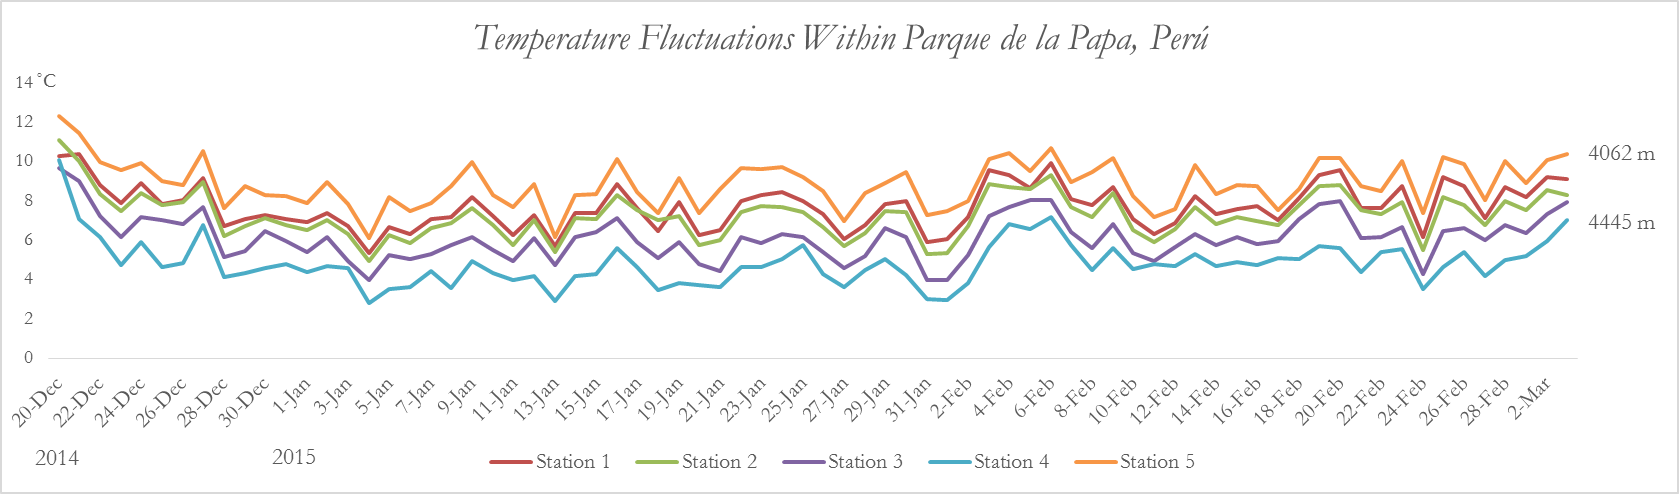 Temperature Fluctuations Within Parque de la Papa, Perú
14 ˚C
12
10
8
6
4
2
0
4062 m
4445 m
20-Dec 22-Dec 24-Dec 26-Dec 28-Dec 30-Dec 1-Jan 3-Jan 5-Jan 7-Jan 9-Jan 11-Jan 13-Jan 15-Jan 17-Jan 19-Jan 21-Jan 23-Jan 25-Jan 27-Jan 29-Jan 31-Jan 2-Feb 4-Feb 6-Feb 8-Feb 10-Feb 12-Feb 14-Feb 16-Feb 18-Feb 20-Feb 22-Feb 24-Feb 26-Feb 28-Feb 2-Mar
2014 2015
Station 1 Station 2 Station 3 Station 4 Station 5